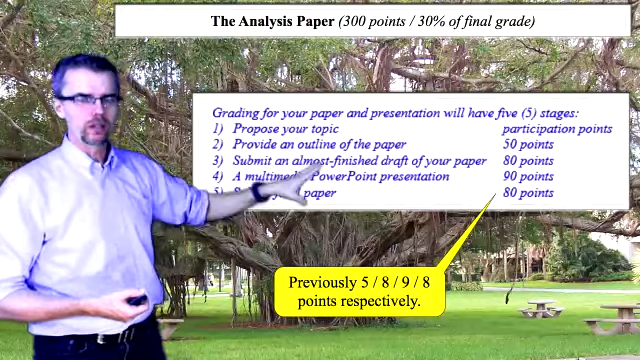 The Analysis Paper (300 points / 30% of final grade)
Grading for your paper and presentation will have five (5) stages:
1) Propose your topic participation points
2) Provide an outline of the paper 50 points
3) Submit an almost-finished draft of your paper 80 points
4) A multimedia PowerPoint presentation 90 points
5) paper 80 points
Previously 5 / 8 / 9 / 8
points respectively.